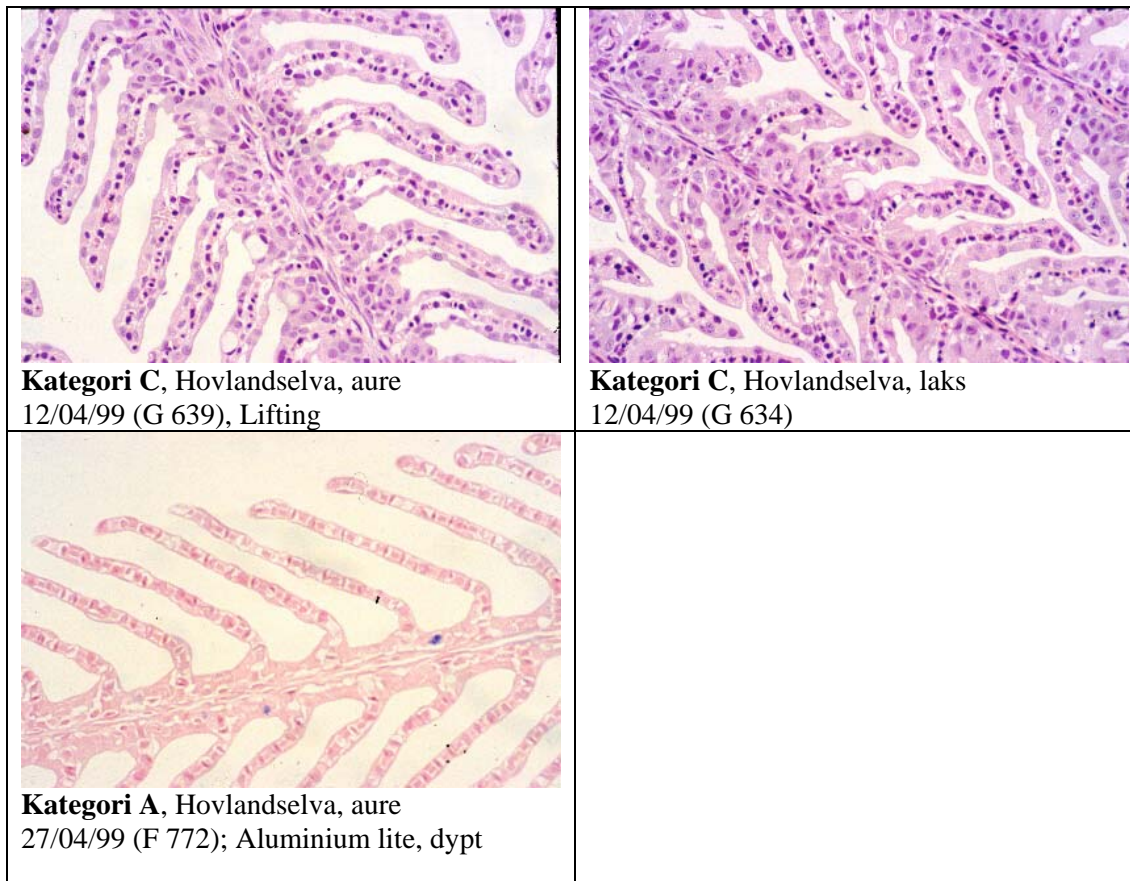 Kategori C, Hovlandselva, aure
12/04/99 (G 639), Lifting
Kategori C, Hovlandselva, laks
12/04/99 (G 634)
Kategori A, Hovlandselva, aure
27/04/99 (F 772); Aluminium lite, dypt